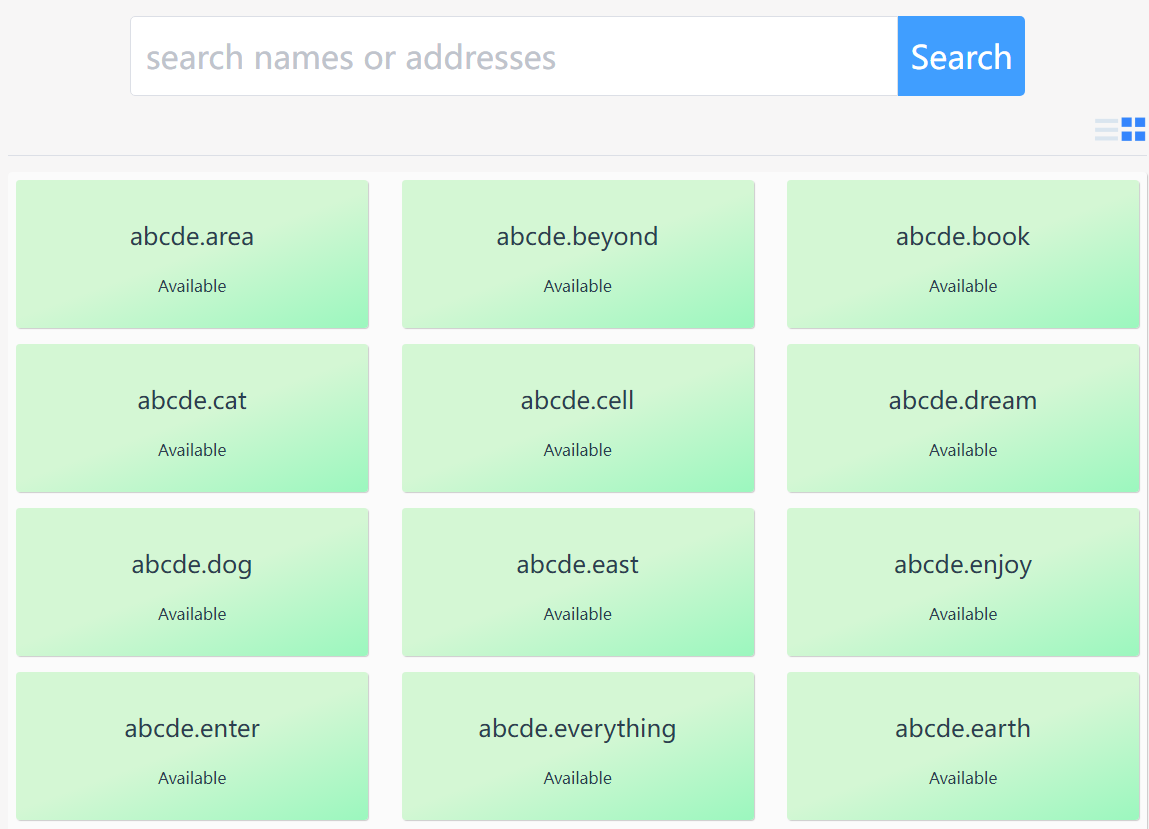 search names or addresses
Search
abcde.area
Available
abcde.beyond
Available
abcde.book
Available
abcde.cat
Available
abcde.cell
Available
abcde.dream
Available
abcde.dog
Available
abcde.east
Available
abcde.enjoy
Available
abcde.enter
Available
abcde.everything
Available
abcde.earth
Available